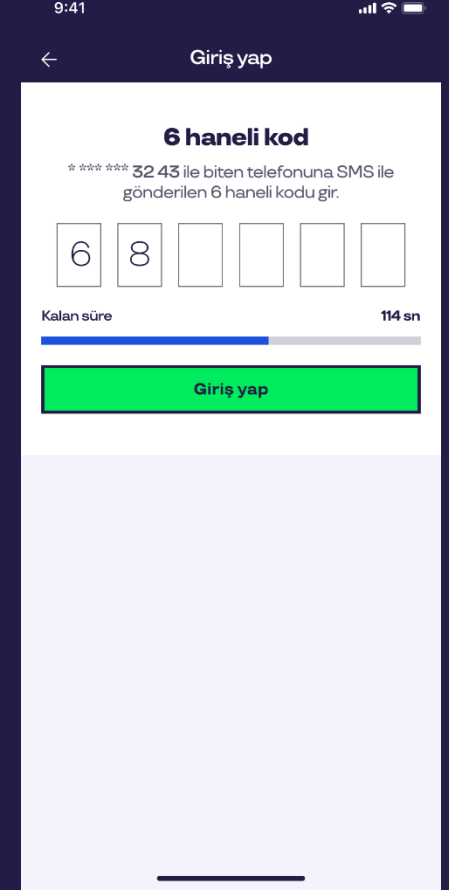 9:41
Giriş yap
6 haneli kod
* *** *** 32 43 ile biten telefonuna SMS ile
gönderilen 6 haneli kodu gir.
6 8
Kalan süre 114 sn
Giriş yap